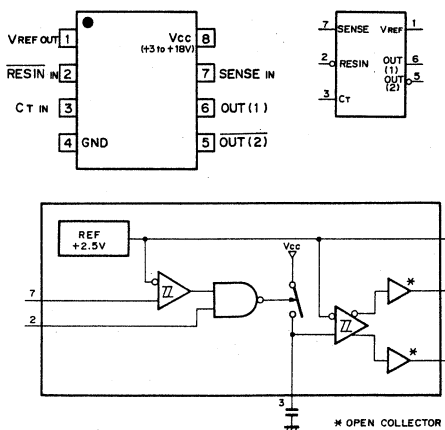 VREF OUT 1
Vcc 8
(+3 to +18V)
RESIN IN 2
7 SENSE IN
CT IN 3
6 OUT (1)
4 GND
5 OUT (2)
7 SENSE VREF 1
2 RESIN OUT (1) 6
OUT (2) 5
3 CT
REF
+2.5V
Vcc
*
7
2
*
3
* OPEN COLLECTOR